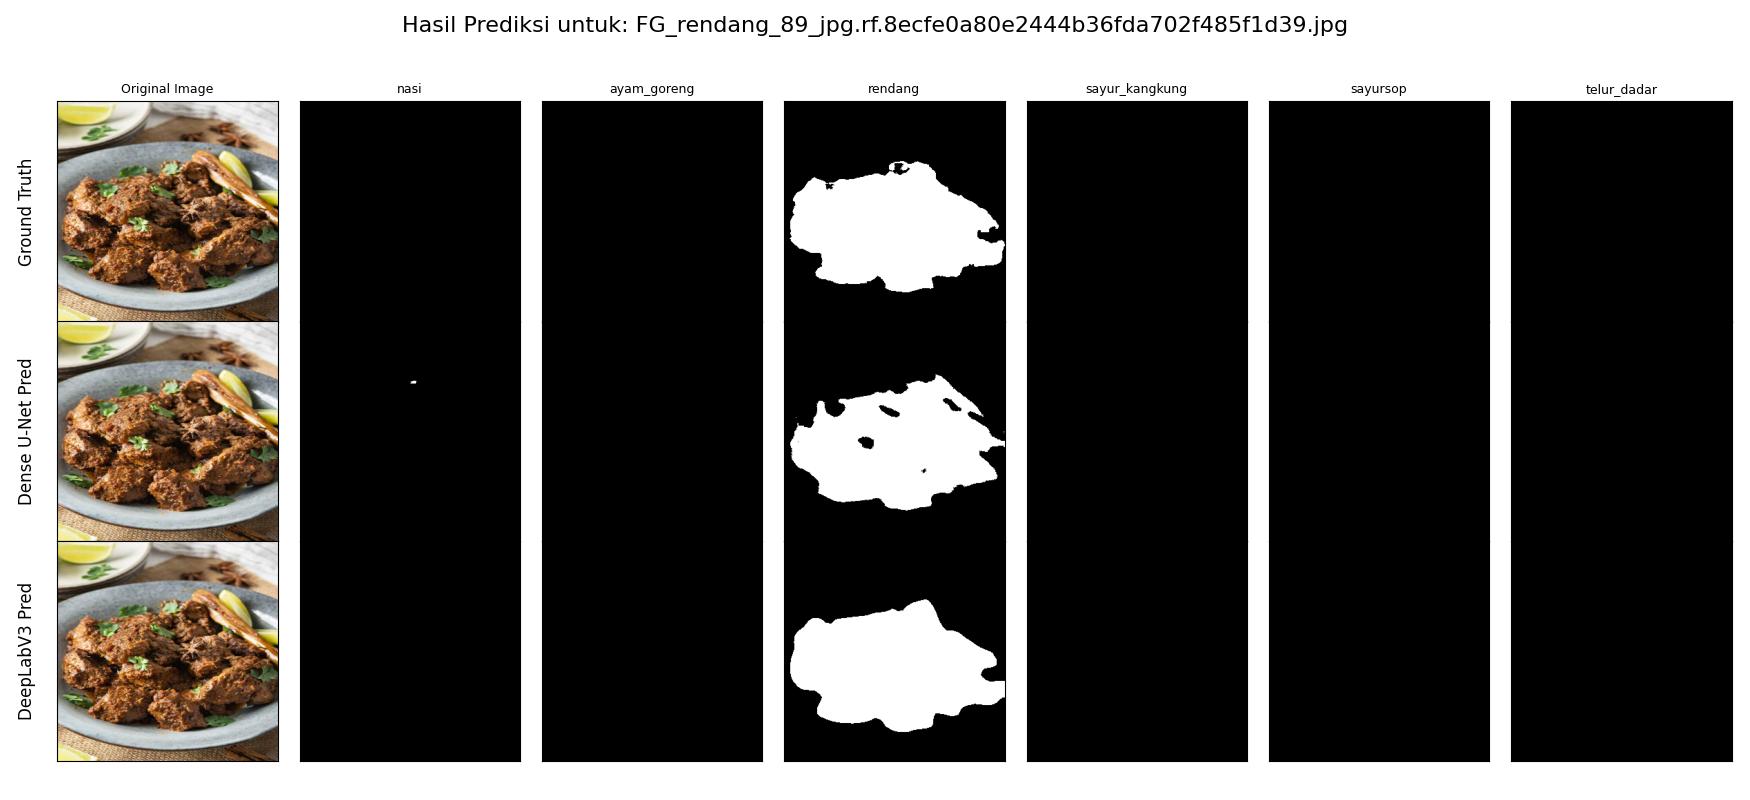 Hasil Prediksi untuk: FG_rendang_89_jpg.rf.8ecfe0a80e2444b36fda702f485f1d39.jpg
Original Image nasi ayam_goreng rendang sayur_kangkung sayursop telur_dadar
Ground Truth
Dense U-Net Pred
DeepLabV3 Pred